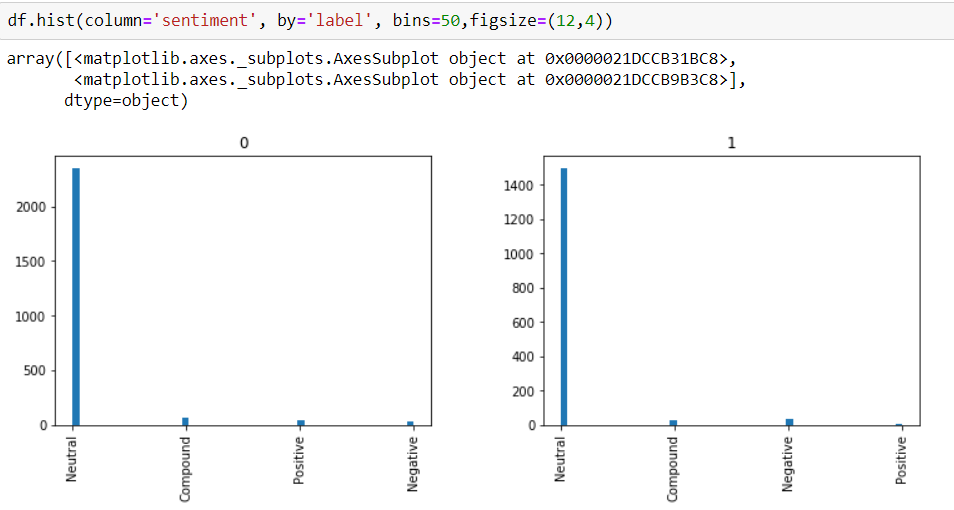 df.hist(column='sentiment', by='label', bins=50,figsize=(12,4))
array([<matplotlib.axes._subplots.AxesSubplot object at 0x0000021DCCB31BC8>,
<matplotlib.axes._subplots.AxesSubplot object at 0x0000021DCCB9B3C8>],
dtype=object)
0
2000
1500
1000
500
0
Neutral
Compound
Positive
Negative
1
1400
1200
1000
800
600
400
200
0
Neutral
Compound
Negative
Positive